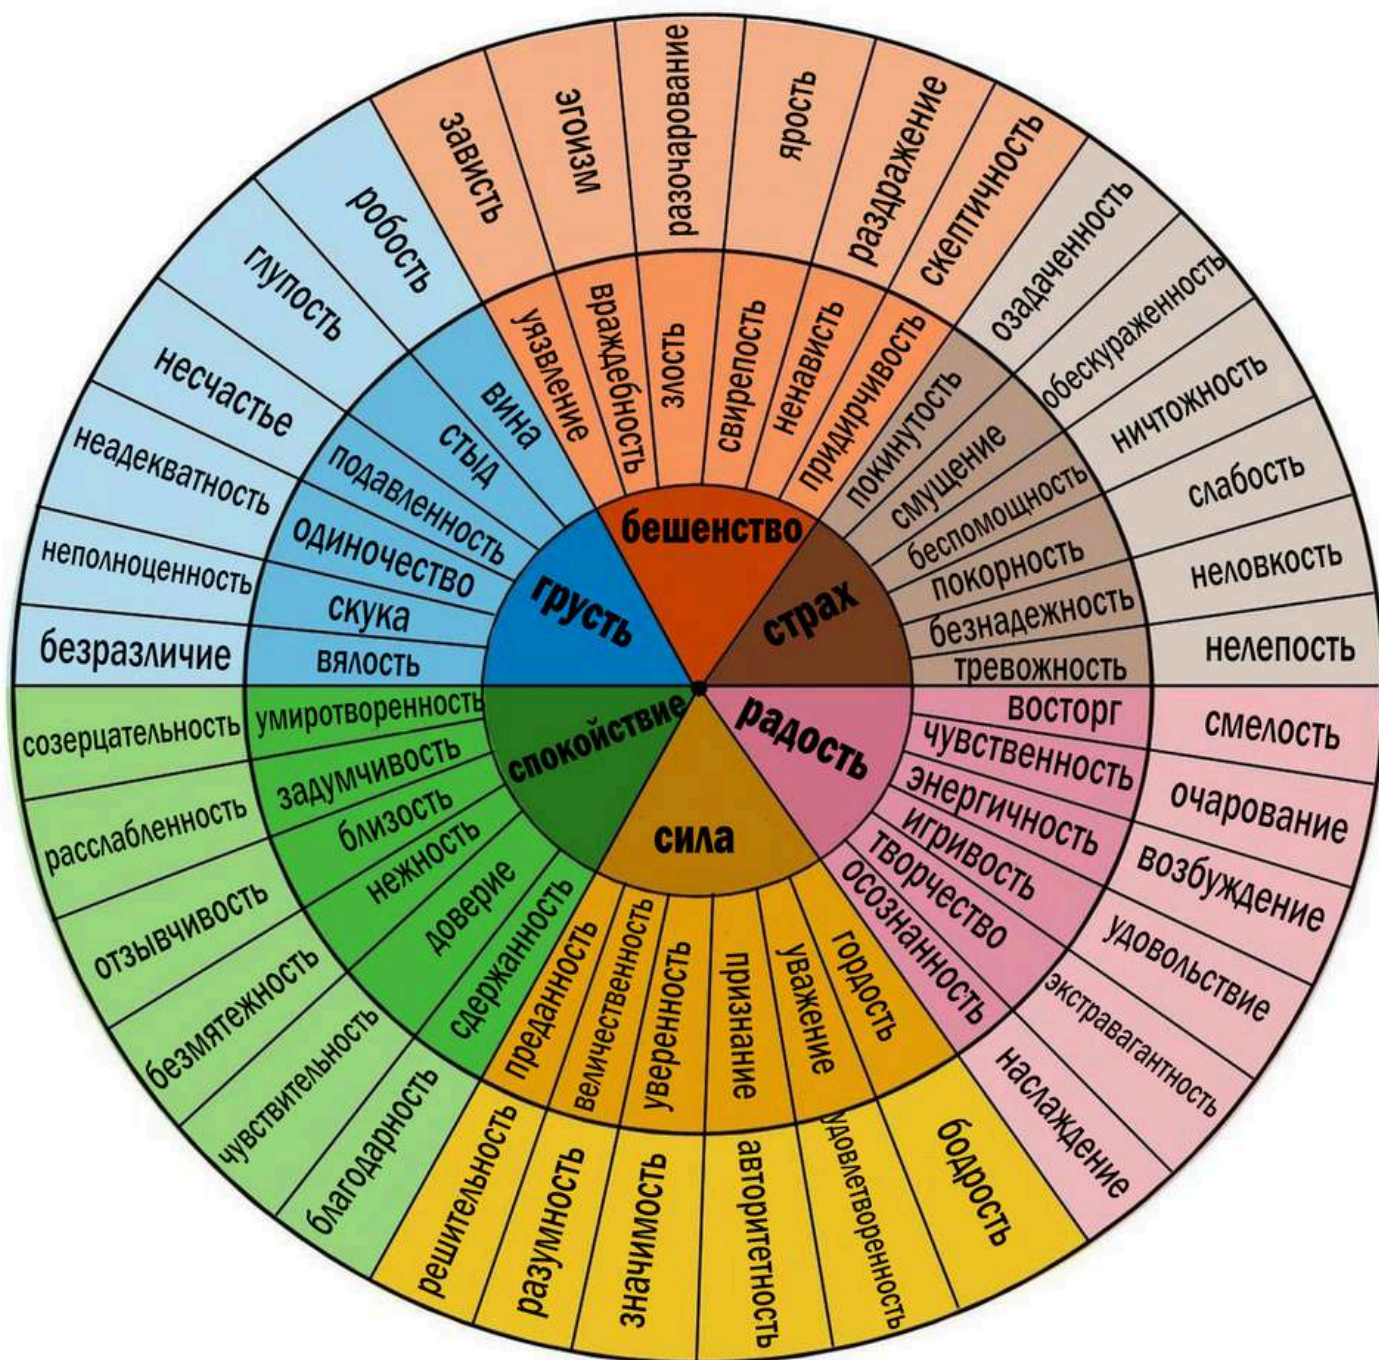 зависть
эгоизм
разочарование
ярость
раздражение
скептичность
озадаченность
обескураженность
ничтожность
слабость
неловкость
нелепость
смелость
очарование
возбуждение
удовольствие
экстравагантность
наслаждение
бодрость
удовлетворенность
авторитетность
значимость
разумность
решительность
благодарность
чувствительность
безмятежность
отзывчивость
расслабленность
созерцательность
безразличие
неполноценность
неадекватность
несчастье
глупость
робость
уязвление
враждебность
злость
свирепость
ненависть
придирчивость
покинутость
смущение
беспомощность
покорность
безнадежность
тревожность
восторг
чувственность
энергичность
игривость
творчество
осознанность
гордость
уважение
признание
уверенность
величественность
преданность
сдержанность
доверие
нежность
близость
задумчивость
умиротворенность
вялость
скука
одиночество
подавленность
стыд
вина
бешенство
страх
радость
сила
спокойствие
грусть